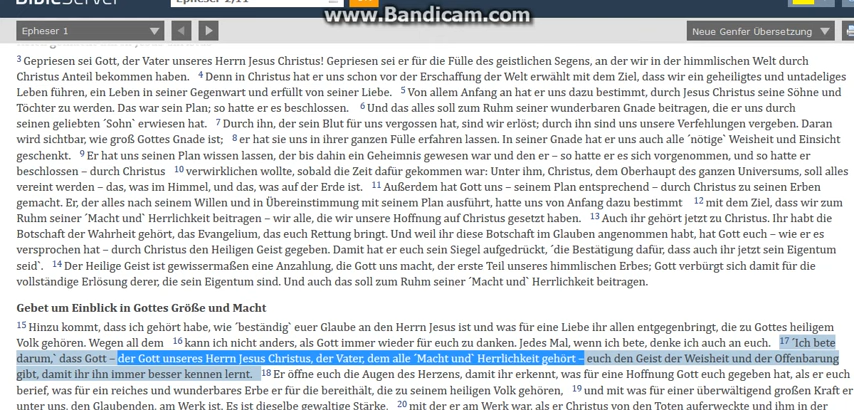 BibleServer Epheser 2/11
www.Bandicam.com
Epheser 1 Neue Genfer Übersetzung
3 Gepriesen sei Gott, der Vater unseres Herrn Jesus Christus! Gepriesen sei er für die Fülle des geistlichen Segens, an der wir in der himmlischen Welt durch
Christus Anteil bekommen haben. 4 Denn in Christus hat er uns schon vor der Erschaffung der Welt erwählt mit dem Ziel, dass wir ein geheiligtes und untadeliges
Leben führen, ein Leben in seiner Gegenwart und erfüllt von seiner Liebe. 5 Von allem Anfang an hat er uns dazu bestimmt, durch Jesus Christus seine Söhne und
Töchter zu werden. Das war sein Plan; so hatte er es beschlossen. 6 Und das alles soll zum Ruhm seiner wunderbaren Gnade beitragen, die er uns durch
seinen geliebten ´Sohn` erwiesen hat. 7 Durch ihn, der sein Blut für uns vergossen hat, sind wir erlöst; durch ihn sind uns unsere Verfehlungen vergeben. Daran
wird sichtbar, wie groß Gottes Gnade ist; 8 er hat sie uns in ihrer ganzen Fülle erfahren lassen. In seiner Gnade hat er uns auch alle ´nötige` Weisheit und Einsicht
geschenkt. 9 Er hat uns seinen Plan wissen lassen, der bis dahin ein Geheimnis gewesen war und den er – so hatte er es sich vorgenommen, und so hatte er
beschlossen – durch Christus 10 verwirklichen wollte, sobald die Zeit dafür gekommen war: Unter ihm, Christus, dem Oberhaupt des ganzen Universums, soll alles
vereint werden – das, was im Himmel, und das, was auf der Erde ist. 11 Außerdem hat Gott uns – seinem Plan entsprechend – durch Christus zu seinen Erben
gemacht. Er, der alles nach seinem Willen und in Übereinstimmung mit seinem Plan ausführt, hatte uns von Anfang an dazu bestimmt 12 mit dem Ziel, dass wir zum
Ruhm seiner ´Macht und` Herrlichkeit beitragen – wir alle, die wir unsere Hoffnung auf Christus gesetzt haben. 13 Auch ihr gehört jetzt zu Christus. Ihr habt die
Botschaft der Wahrheit gehört, das Evangelium, das euch Rettung bringt. Und weil ihr diese Botschaft im Glauben angenommen habt, hat Gott euch – wie er es
versprochen hat – durch Christus den Heiligen Geist gegeben. Damit hat er euch sein Siegel aufgedrückt, ´die Bestätigung dafür, dass auch ihr jetzt sein Eigentum
seid`. 14 Der Heilige Geist ist gewissermaßen eine Anzahlung, die Gott uns macht, der erste Teil unseres himmlischen Erbes; Gott verbürgt sich damit für die
vollständige Erlösung derer, die sein Eigentum sind. Und auch das soll zum Ruhm seiner ´Macht und` Herrlichkeit beitragen.
Gebet um Einblick in Gottes Größe und Macht
15 Hinzu kommt, dass ich gehört habe, wie ´beständig` euer Glaube an den Herrn Jesus ist und was für eine Liebe ihr allen entgegenbringt, die zu Gottes heiligem
Volk gehören. Wegen all dem 16 kann ich nicht anders, als Gott immer wieder für euch zu danken. Jedes Mal, wenn ich bete, denke ich auch an euch. 17 ´Ich bete
darum,` dass Gott – der Gott unseres Herrn Jesus Christus, der Vater, dem alle ´Macht und` Herrlichkeit gehört – euch den Geist der Weisheit und der Offenbarung
gibt, damit ihr ihn immer besser kennen lernt. 18 Er öffne euch die Augen des Herzens, damit ihr erkennt, was für eine Hoffnung Gott euch gegeben hat, als er euch
berief, was für ein reiches und wunderbares Erbe er für die bereithält, die zu seinem heiligen Volk gehören, 19 und mit was für einer überwältigend großen Kraft er
unter uns, den Glaubenden, am Werk ist. Es ist dieselbe gewaltige Stärke, 20 mit der er am Werk war, als er Christus von den Toten auferweckte und ihm in der